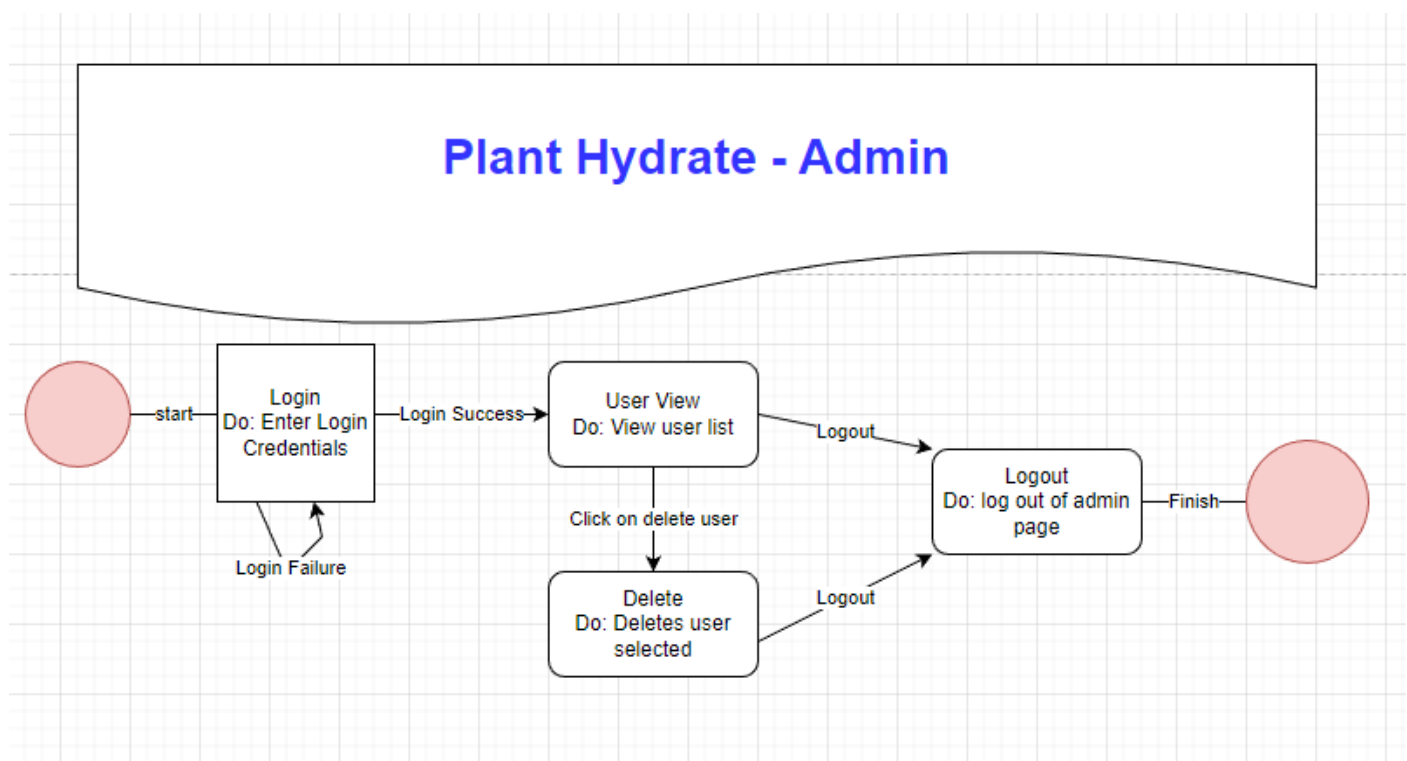 Plant Hydrate - Admin
start
Login
Do: Enter Login
Credentials
Login Success
Login Failure
User View
Do: View user list
Click on delete user
Delete
Do: Deletes user
selected
Logout
Logout
Logout
Do: log out of admin
page
Finish